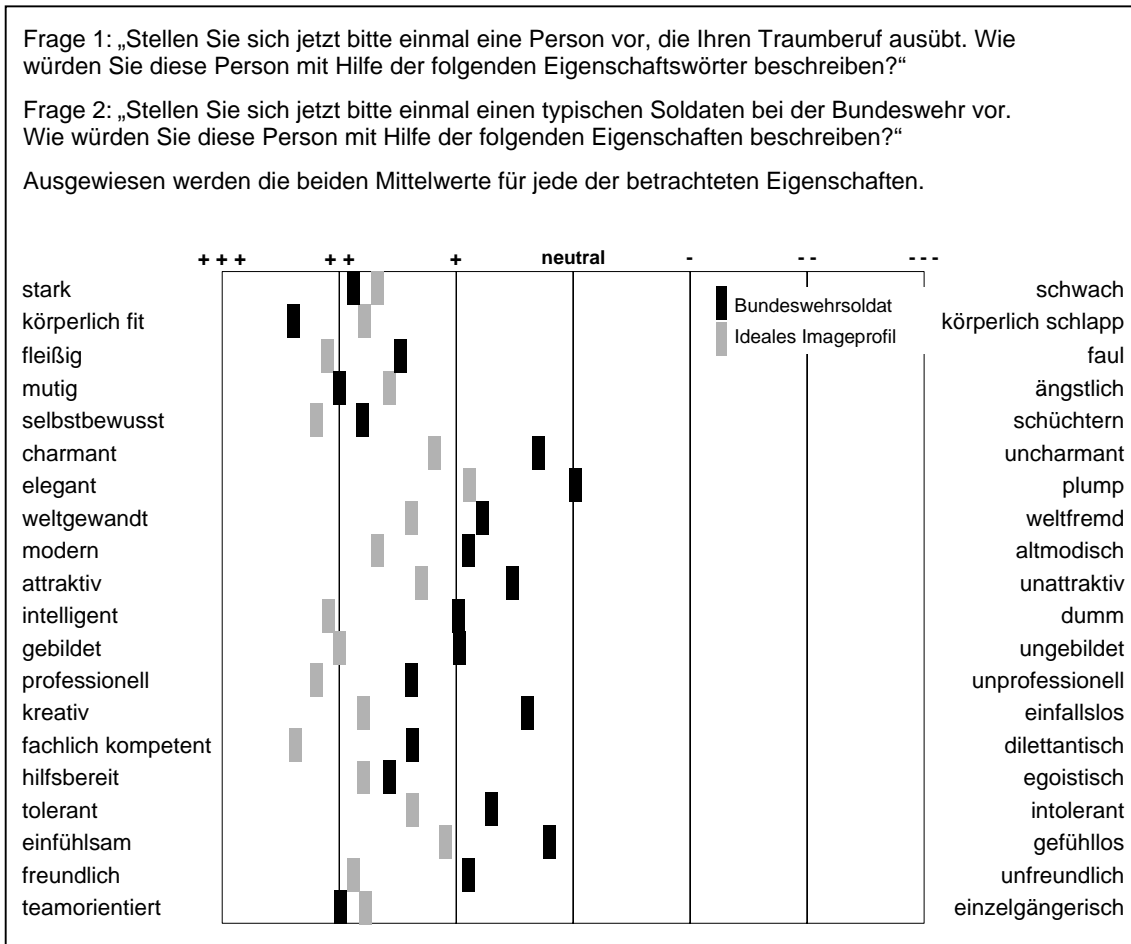 Frage 1: „Stellen Sie sich jetzt bitte einmal eine Person vor, die Ihren Traumberuf ausübt. Wie
würden Sie diese Person mit Hilfe der folgenden Eigenschaftswörter beschreiben?“
Frage 2: „Stellen Sie sich jetzt bitte einmal einen typischen Soldaten bei der Bundeswehr vor.
Wie würden Sie diese Person mit Hilfe der folgenden Eigenschaften beschreiben?“
Ausgewiesen werden die beiden Mittelwerte für jede der betrachteten Eigenschaften.
+++ ++ + neutral - -- ---
stark schwach
Bundeswehrsoldat
körperlich fit körperlich schlapp
Ideales Imageprofil
fleißig faul
mutig ängstlich
selbstbewusst schüchtern
charmant uncharmant
elegant plump
weltgewandt weltfremd
modern altmodisch
attraktiv unattraktiv
intelligent dumm
gebildet ungebildet
professionell unprofessionell
kreativ einfallslos
fachlich kompetent dilettantisch
hilfsbereit egoistisch
tolerant intolerant
einfühlsam gefühllos
freundlich unfreundlich
teamorientiert einzelgängerisch